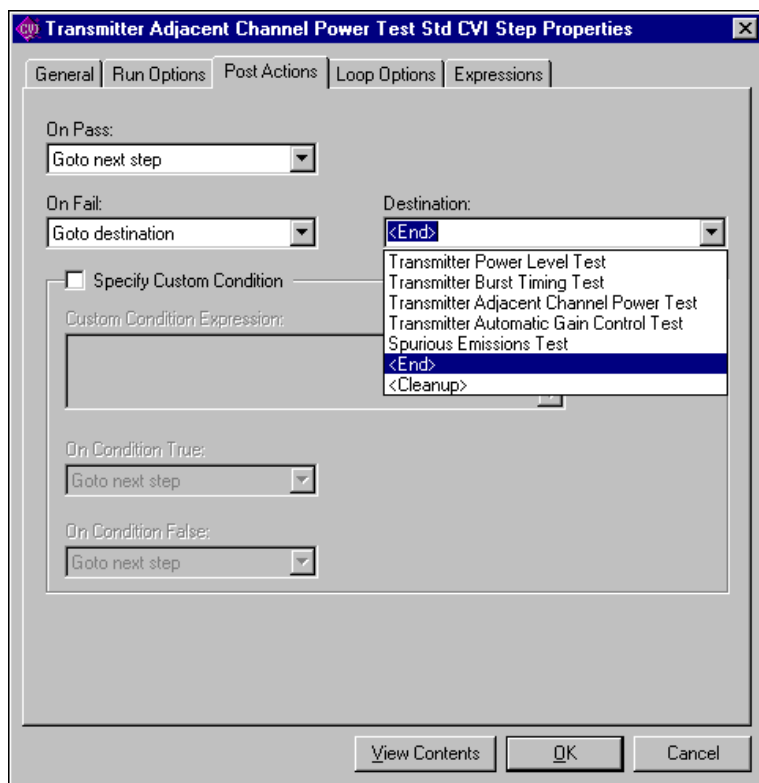 CVI Transmitter Adjacent Channel Power Test Std CVI Step Properties
General Run Options Post Actions Loop Options Expressions
On Pass:
Goto next step
On Fail:
Goto destination
Destination:
<End>
Transmitter Power Level Test
Transmitter Burst Timing Test
Transmitter Adjacent Channel Power Test
Transmitter Automatic Gain Control Test
Spurious Emissions Test
<End>
<Cleanup>
Specify Custom Condition
Custom Condition Expression:
On Condition True:
Goto next step
On Condition False:
Goto next step
View Contents OK Cancel